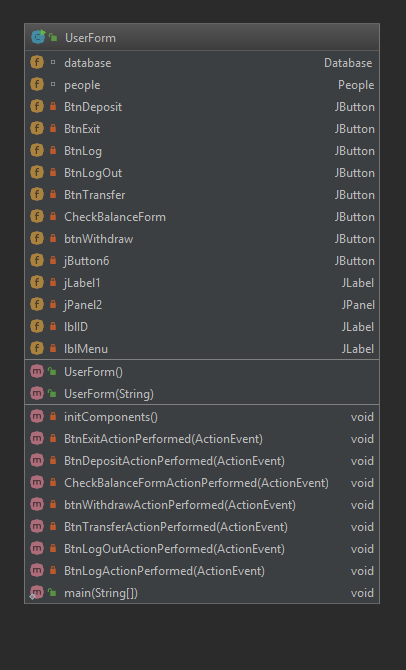 UserForm
database Database
people People
BtnDeposit JButton
BtnExit JButton
BtnLog JButton
BtnLogOut JButton
BtnTransfer JButton
CheckBalanceForm JButton
btnWithdraw JButton
jButton6 JButton
jLabel1 JLabel
jPanel2 JPanel
lblID JLabel
lblMenu JLabel
UserForm()
UserForm(String)
initComponents() void
BtnExitActionPerformed(ActionEvent) void
BtnDepositActionPerformed(ActionEvent) void
CheckBalanceFormActionPerformed(ActionEvent) void
btnWithdrawActionPerformed(ActionEvent) void
BtnTransferActionPerformed(ActionEvent) void
BtnLogOutActionPerformed(ActionEvent) void
BtnLogActionPerformed(ActionEvent) void
main(String[]) void